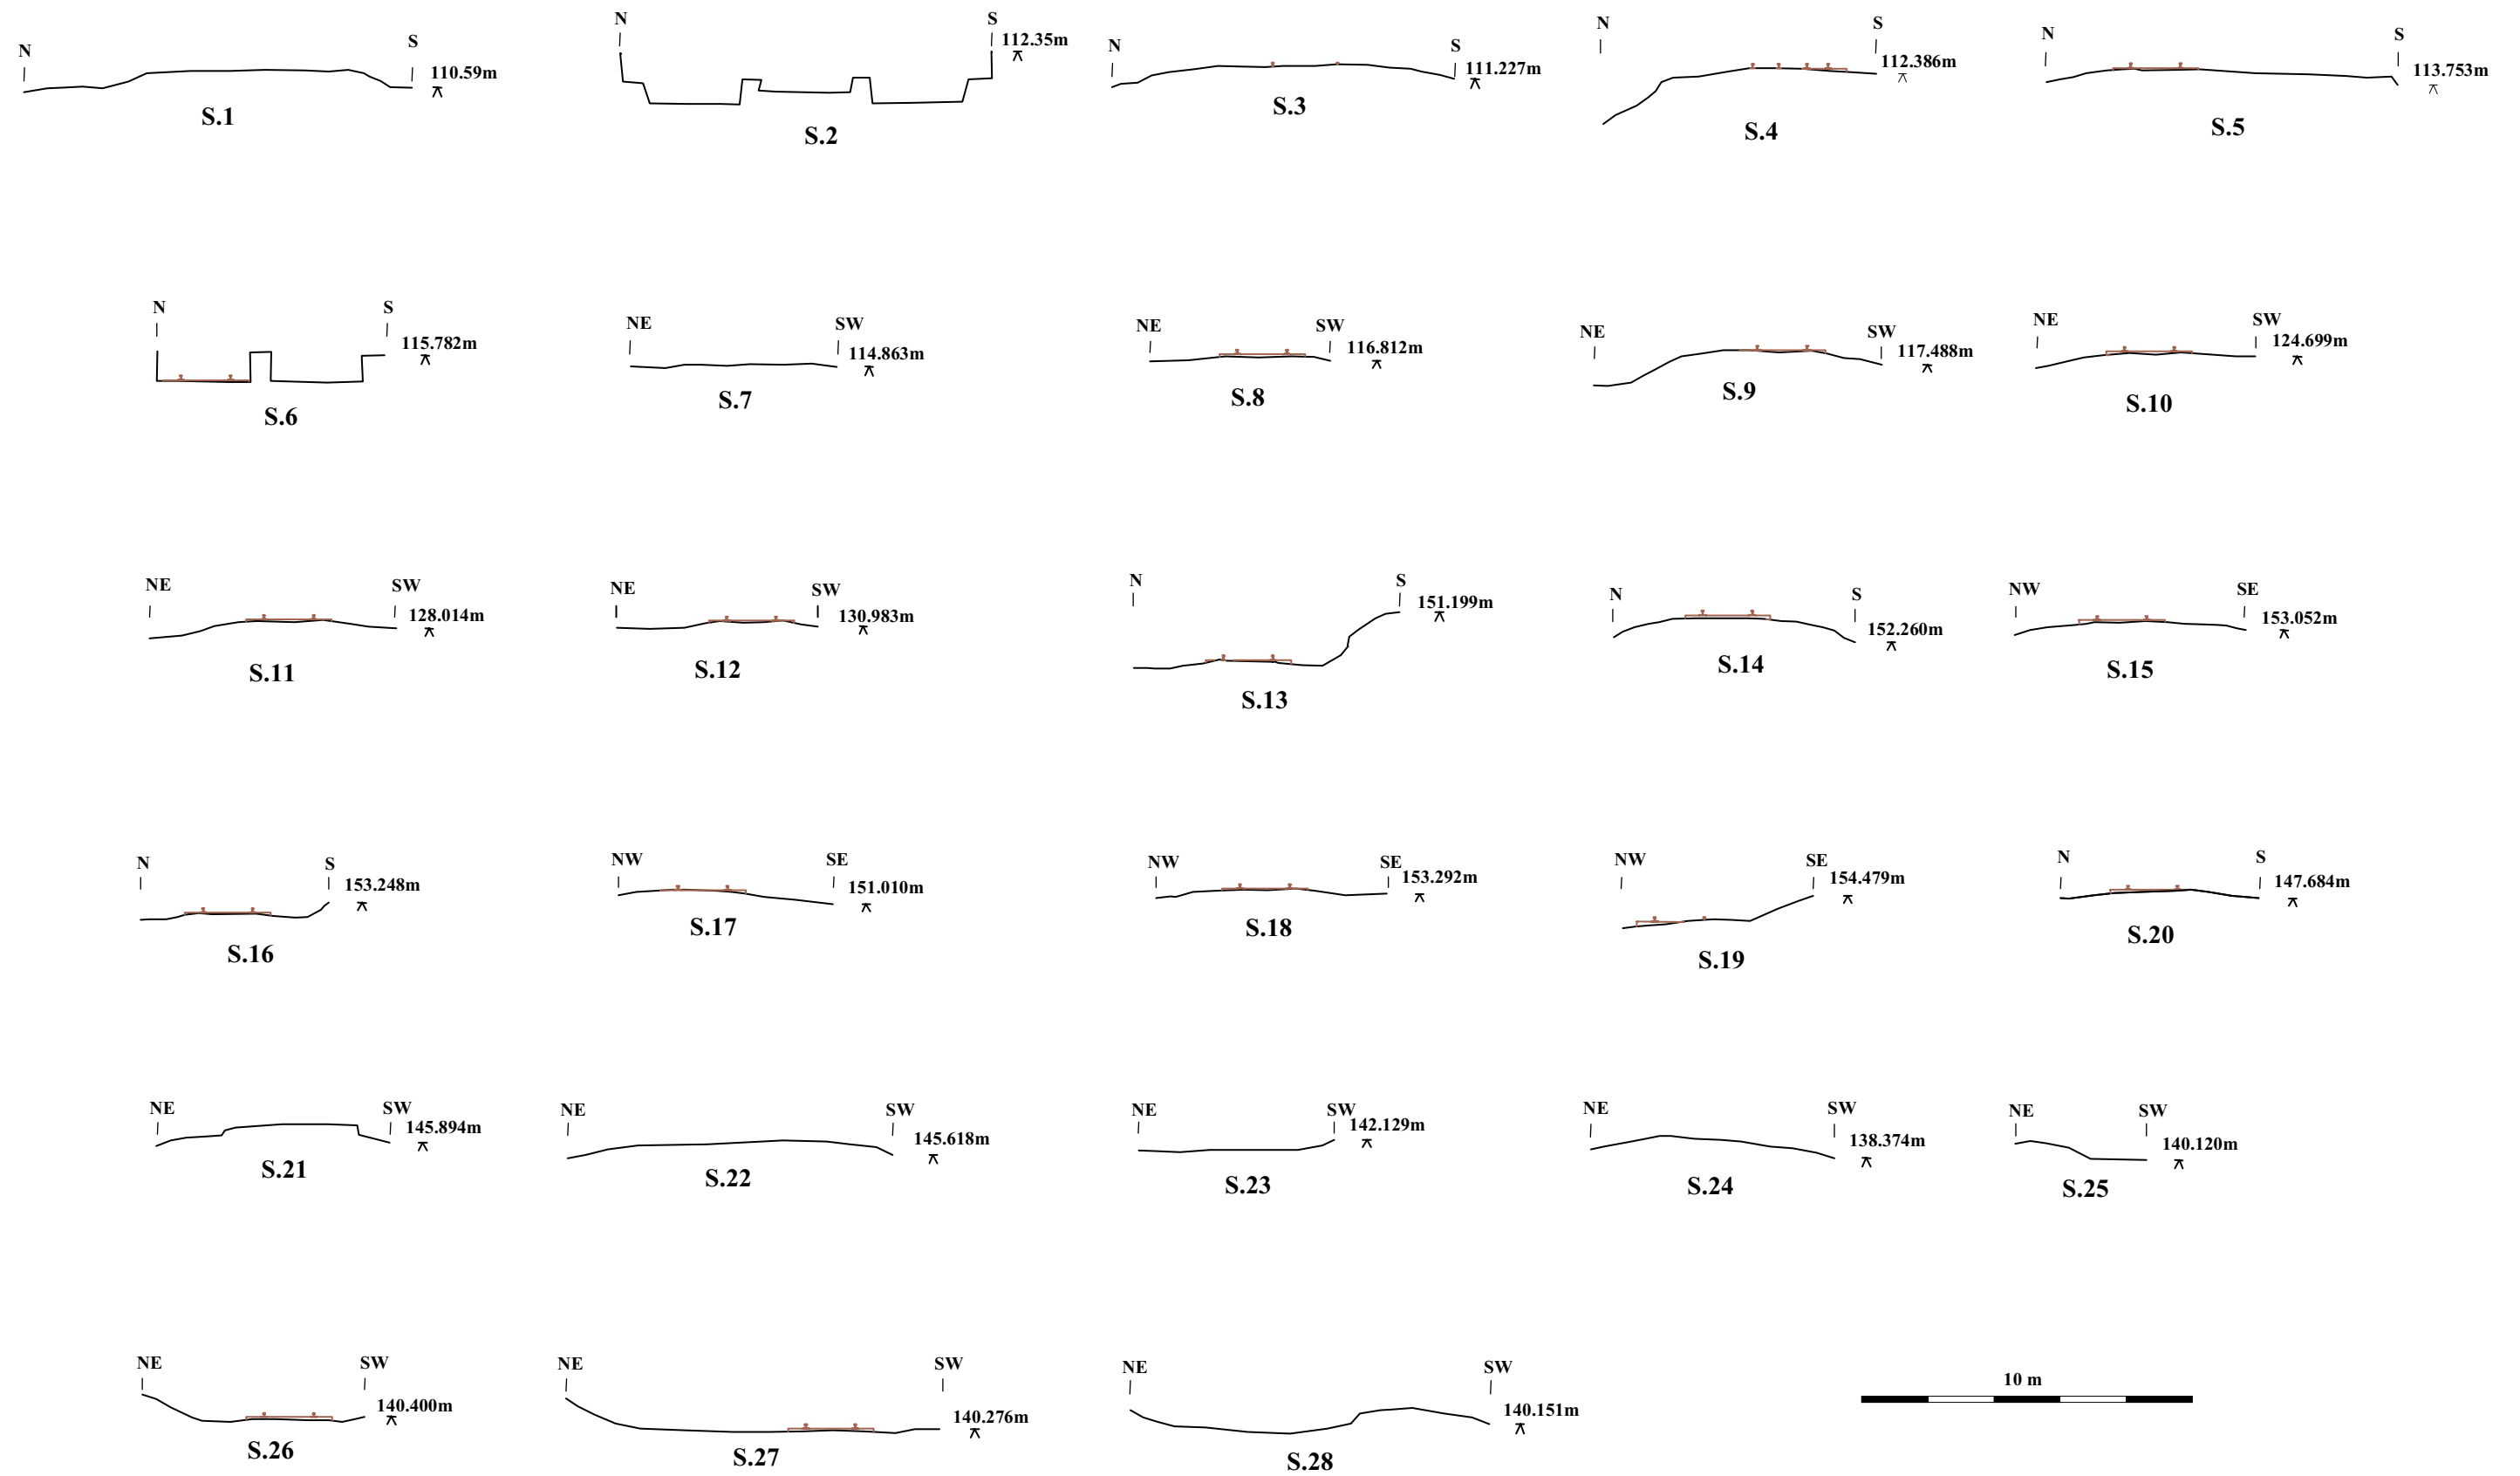 N S 110.59m
S.1
N S 112.35m
S.2
N S 111.227m
S.3
N S 112.386m
S.4
N S 113.753m
S.5
N S 115.782m
S.6
NE SW 114.863m
S.7
NE SW 116.812m
S.8
NE SW 117.488m
S.9
NE SW 124.699m
S.10
NE SW 128.014m
S.11
NE SW 130.983m
S.12
N S 151.199m
S.13
N S 152.260m
S.14
NW SE 153.052m
S.15
N S 153.248m
S.16
NW SE 151.010m
S.17
NW SE 153.292m
S.18
NW SE 154.479m
S.19
N S 147.684m
S.20
NE SW 145.894m
S.21
NE SW 145.618m
S.22
NE SW 142.129m
S.23
NE SW 138.374m
S.24
NE SW 140.120m
S.25
NE SW 140.400m
S.26
NE SW 140.276m
S.27
NE SW 140.151m
S.28
10 m